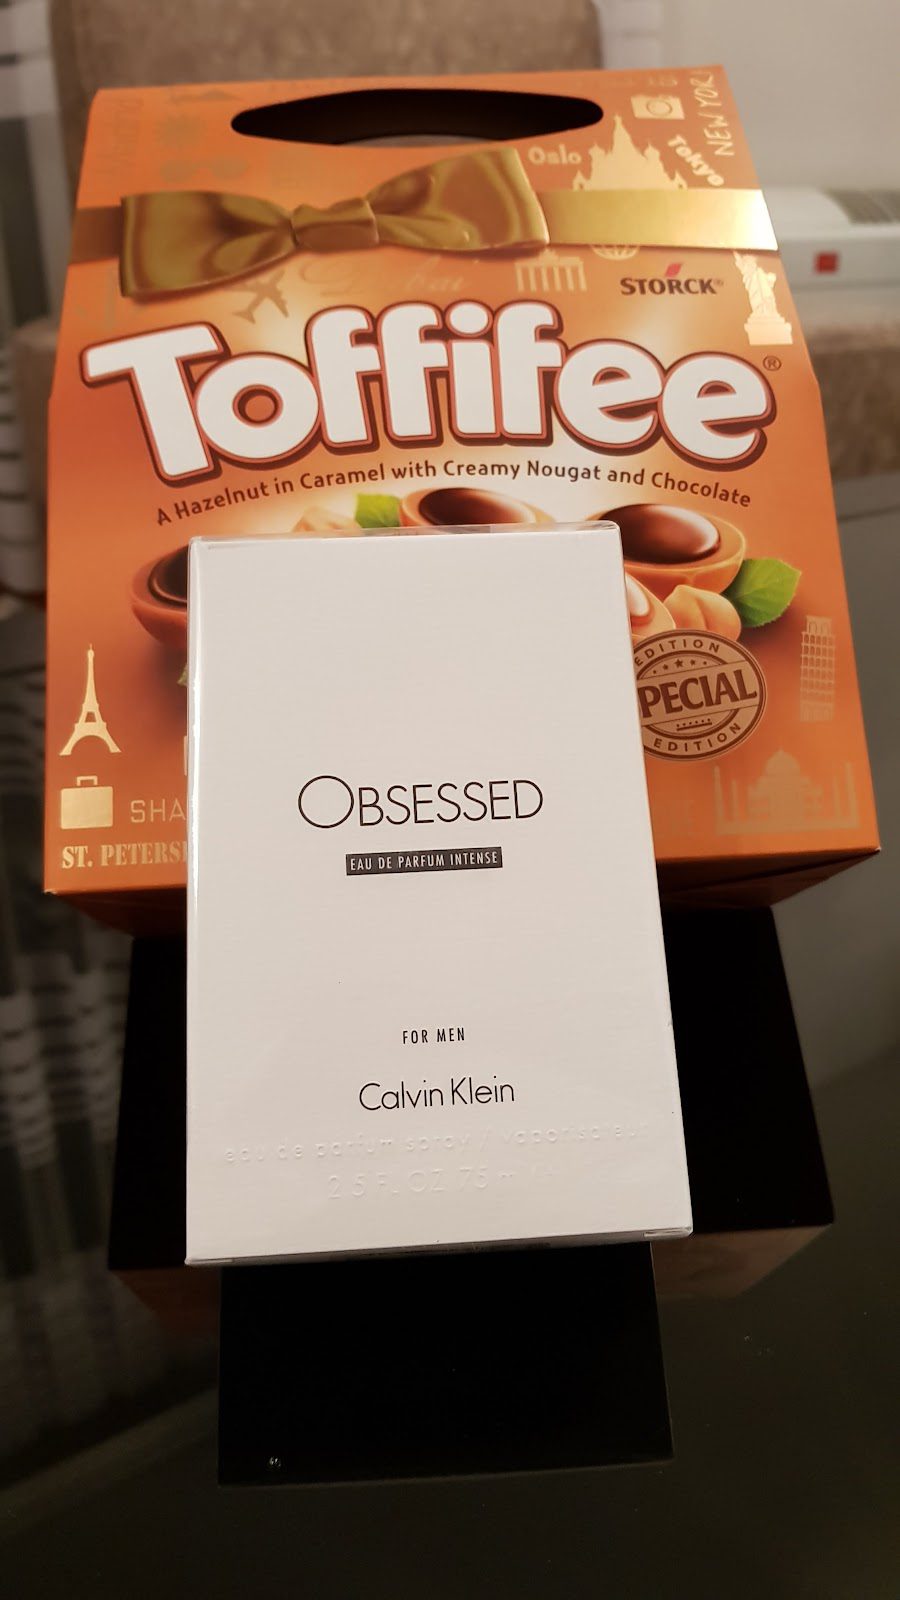 NEW YORK
Oslo
Tokyo
Dubai
STORCK®
Toffifee®
A Hazelnut in Caramel with Creamy Nougat and Chocolate
EDITION
SPECIAL
EDITION
SHA
ST. PETERS
OBSESSED
EAU DE PARFUM INTENSE
FOR MEN
Calvin Klein
eau de parfum spray / vaporisateur
2.5 FL OZ 75 ml